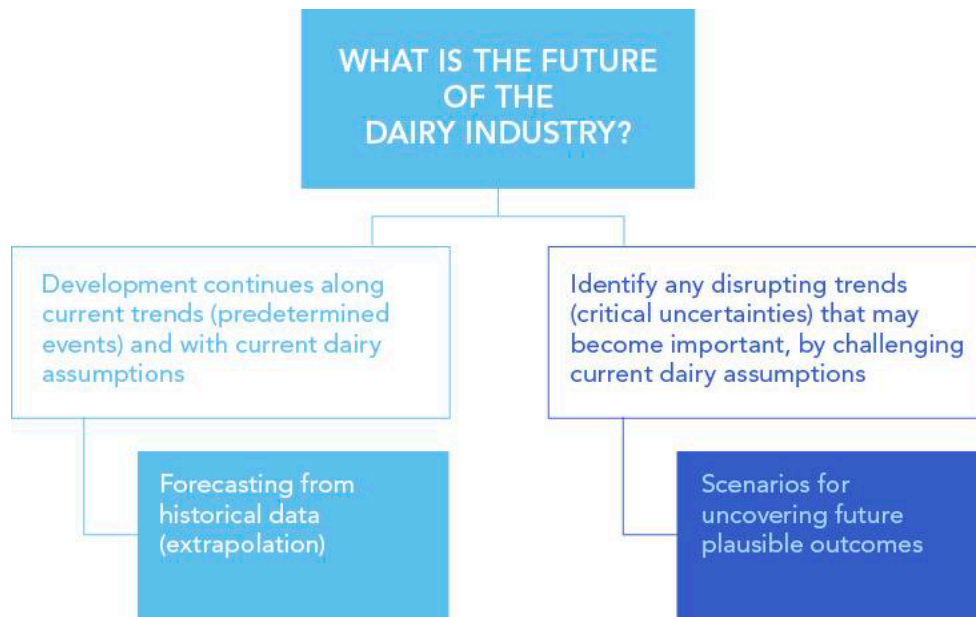 WHAT IS THE FUTURE
OF THE
DAIRY INDUSTRY?
Development continues along
current trends (predetermined
events) and with current dairy
assumptions
Identify any disrupting trends
(critical uncertainties) that may
become important, by challenging
current dairy assumptions
Forecasting from
historical data
(extrapolation)
Scenarios for
uncovering future
plausible outcomes